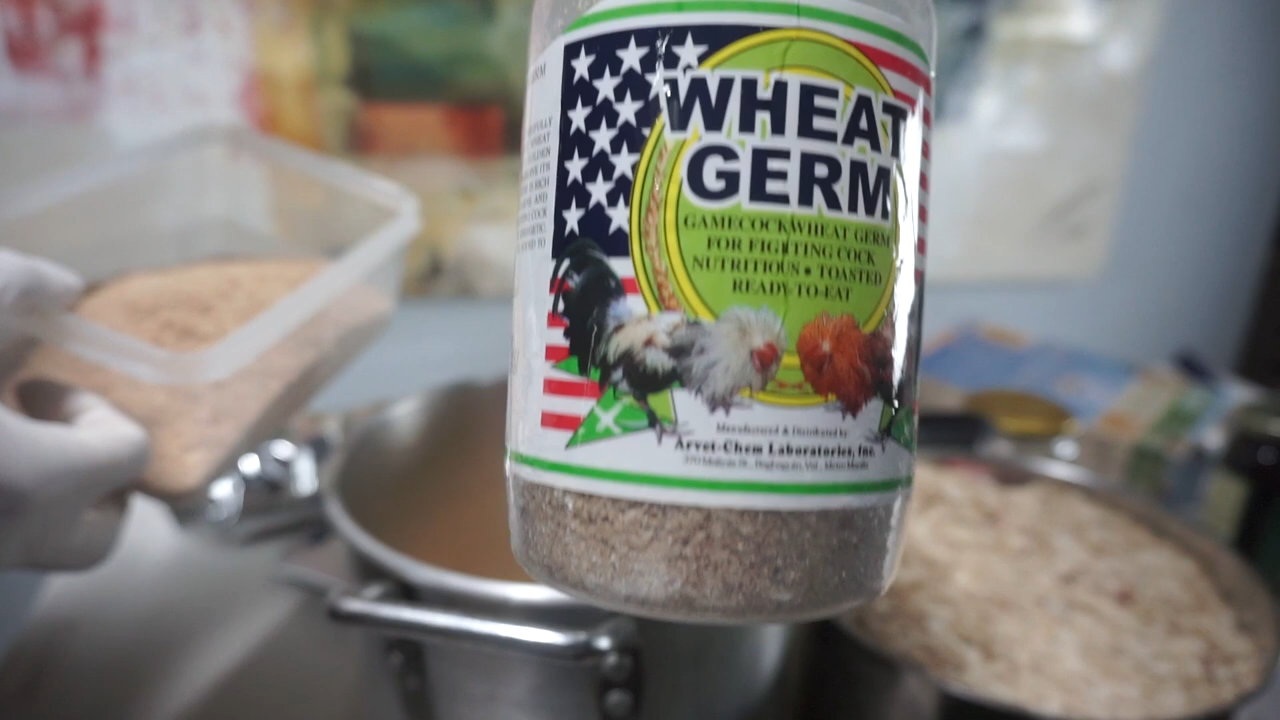 WHEAT
GERM
GAMECOCK WHEAT GERM
FOR FIGHTING COCK
NUTRITIOUS • TOASTED
READY-TO-EAT
Manufactured & Distributed by
Arvet-Chem Laboratories, Inc.